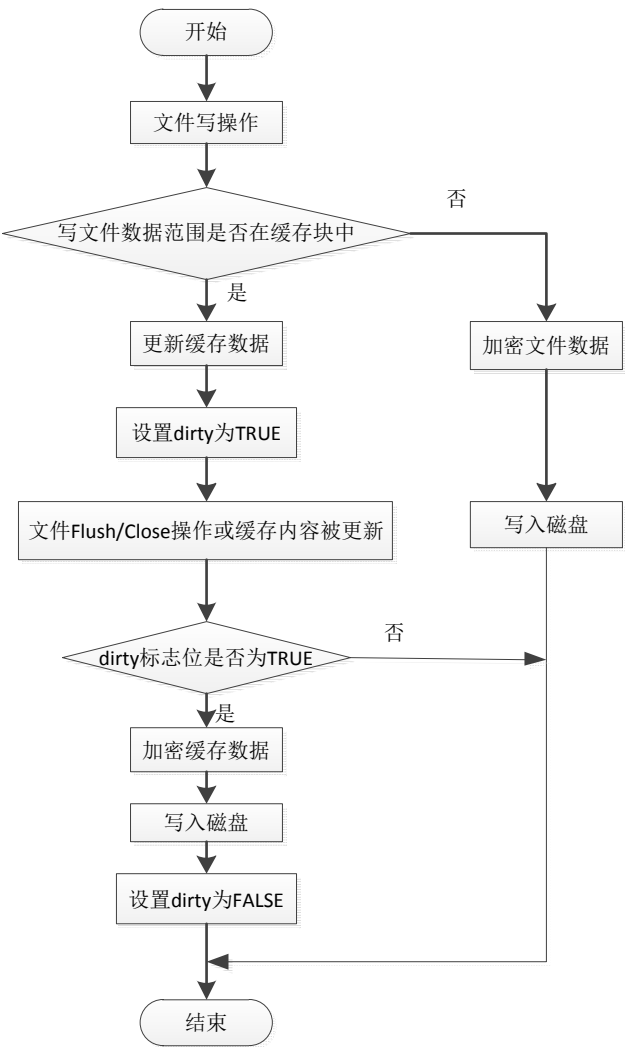 开始
文件写操作
否
写文件数据范围是否在缓存块中
是
更新缓存数据
加密文件数据
设置dirty为TRUE
文件Flush/Close操作或缓存内容被更新
写入磁盘
否
dirty标志位是否为TRUE
是
加密缓存数据
写入磁盘
设置dirty为FALSE
结束